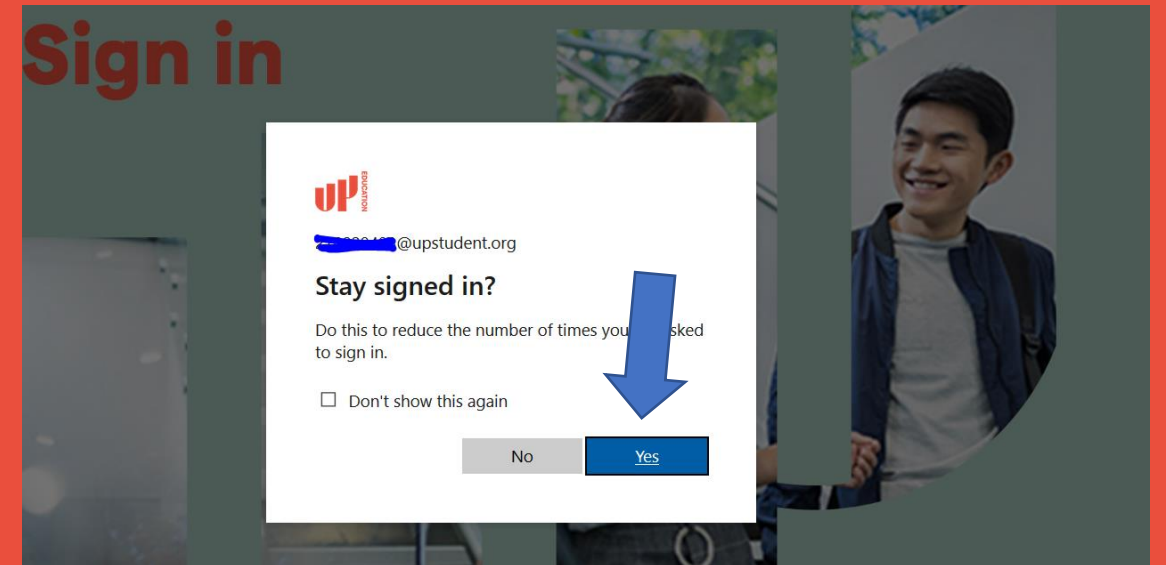 Sign in
UP EDUCATION
@upstudent.org
Stay signed in?
Do this to reduce the number of times you sked
to sign in.
Don't show this again
No
Yes